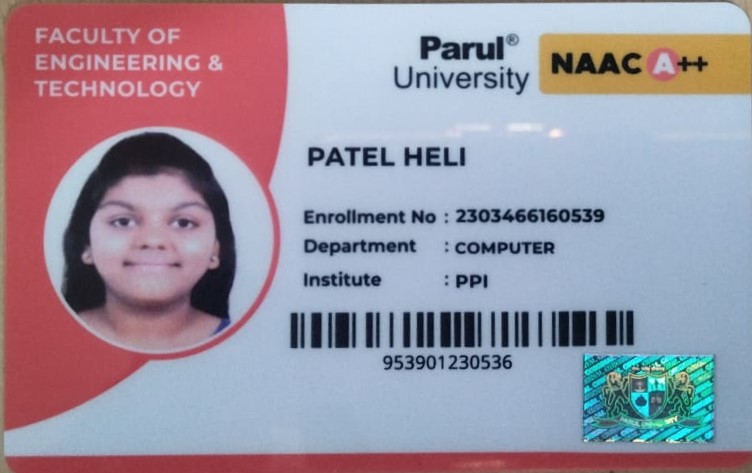 FACULTY OF
ENGINEERING &
TECHNOLOGY
Parul®
University
NAAC A++
PATEL HELI
Enrollment No : 2303466160539
Department : COMPUTER
Institute : PPI
953901230536